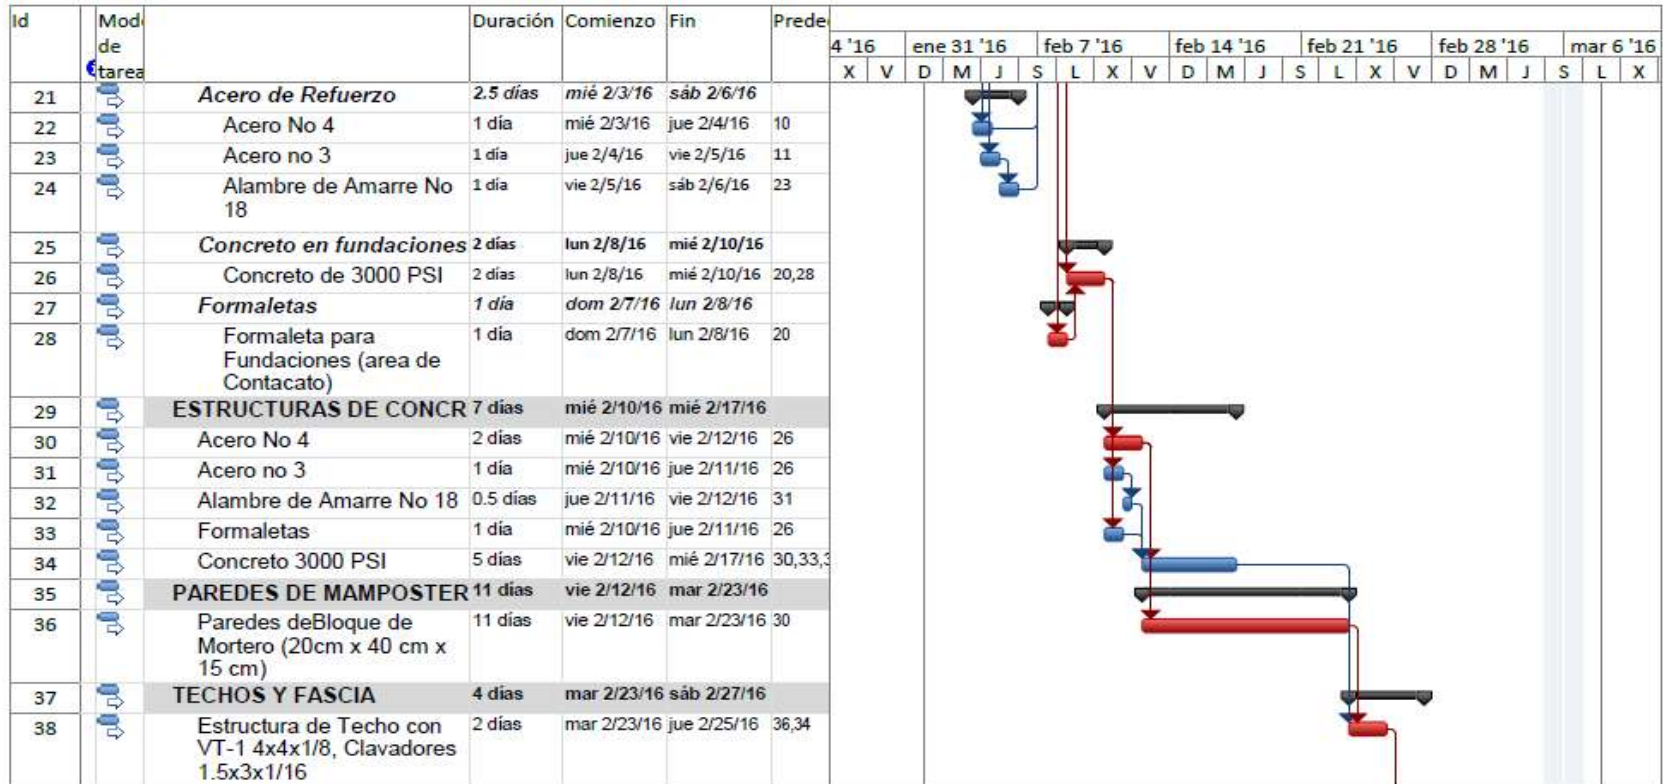 Id Mod Duración Comienzo Fin Prede
de 4 '16 ene 31 '16 feb 7 '16 feb 14 '16 feb 21 '16 feb 28 '16 mar 6 '16
tarea X V D M J S L X V D M J S L X V D M J S L X
21 Acero de Refuerzo 2.5 días mié 2/3/16 sáb 2/6/16
22 Acero No 4 1 día mié 2/3/16 jue 2/4/16 10
23 Acero no 3 1 día jue 2/4/16 vie 2/5/16 11
24 Alambre de Amarre No 1 día vie 2/5/16 sáb 2/6/16 23
18
25 Concreto en fundaciones 2 días lun 2/8/16 mié 2/10/16
26 Concreto de 3000 PSI 2 días lun 2/8/16 mié 2/10/16 20,28
27 Formaletas 1 día dom 2/7/16 lun 2/8/16
28 Formaleta para 1 día dom 2/7/16 lun 2/8/16 20
Fundaciones (area de
Contacato)
29 ESTRUCTURAS DE CONCR 7 días mié 2/10/16 mié 2/17/16
30 Acero No 4 2 días mié 2/10/16 vie 2/12/16 26
31 Acero no 3 1 día mié 2/10/16 jue 2/11/16 26
32 Alambre de Amarre No 18 0.5 días jue 2/11/16 vie 2/12/16 31
33 Formaletas 1 día mié 2/10/16 jue 2/11/16 26
34 Concreto 3000 PSI 5 días vie 2/12/16 mié 2/17/16 30,33,3
35 PAREDES DE MAMPOSTER 11 días vie 2/12/16 mar 2/23/16
36 Paredes deBloque de 11 días vie 2/12/16 mar 2/23/16 30
Mortero (20cm x 40 cm x
15 cm)
37 TECHOS Y FASCIA 4 días mar 2/23/16 sáb 2/27/16
38 Estructura de Techo con 2 días mar 2/23/16 jue 2/25/16 36,34
VT-1 4x4x1/8, Clavadores
1.5x3x1/16